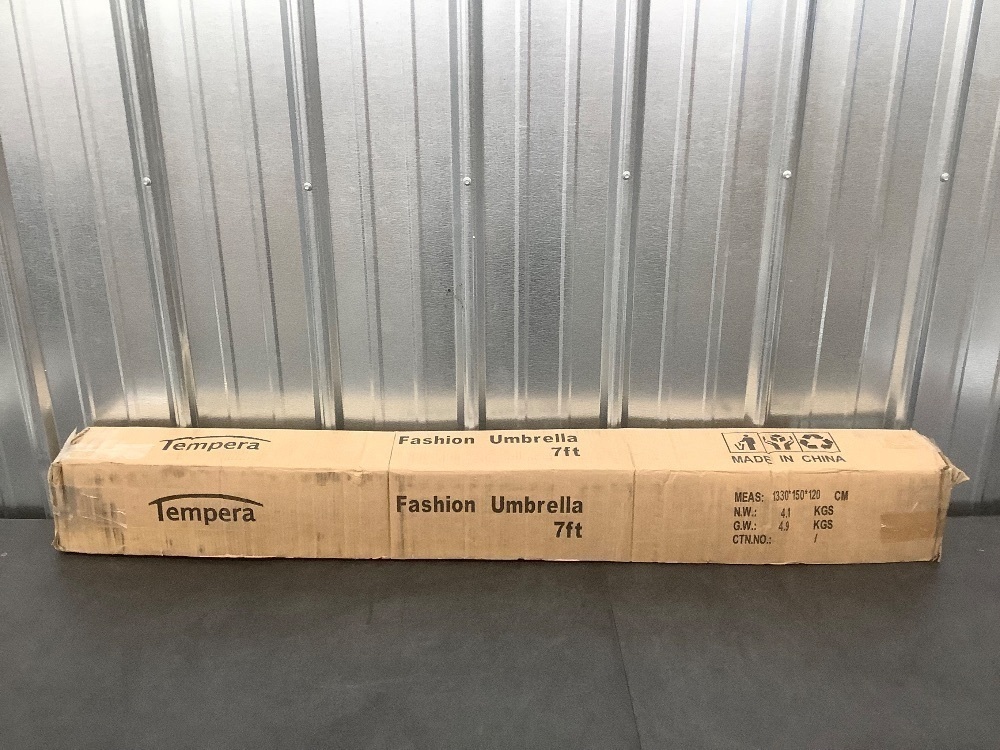 Tempera
Fashion Umbrella
7ft
MADE IN CHINA
Tempera
Fashion Umbrella
7ft
MEAS: 1330*150*120 CM
N.W.: 4.1 KGS
G.W.: 4.9 KGS
CTN.NO.: /